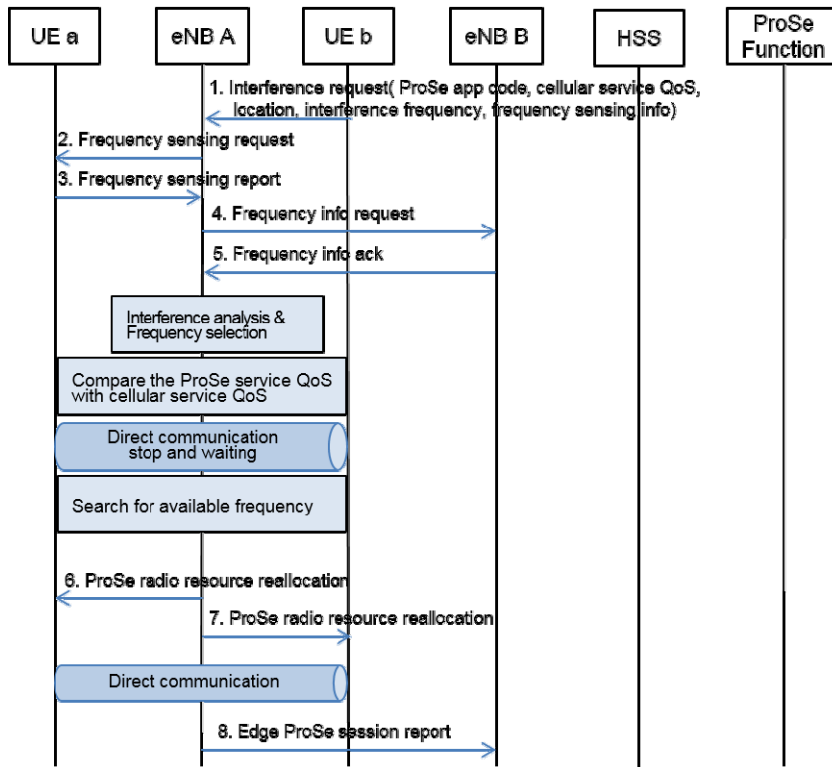 UE a
eNB A
UE b
eNB B
HSS
ProSe
Function
1. Interference request( ProSe app code, cellular service QoS,
location, interference frequency, frequency sensing info)
2. Frequency sensing request
3. Frequency sensing report
4. Frequency info request
5. Frequency info ack
Interference analysis &
Frequency selection
Compare the ProSe service QoS
with cellular service QoS
Direct communication
stop and waiting
Search for available frequency
6. ProSe radio resource reallocation
7. ProSe radio resource reallocation
Direct communication
8. Edge ProSe session report